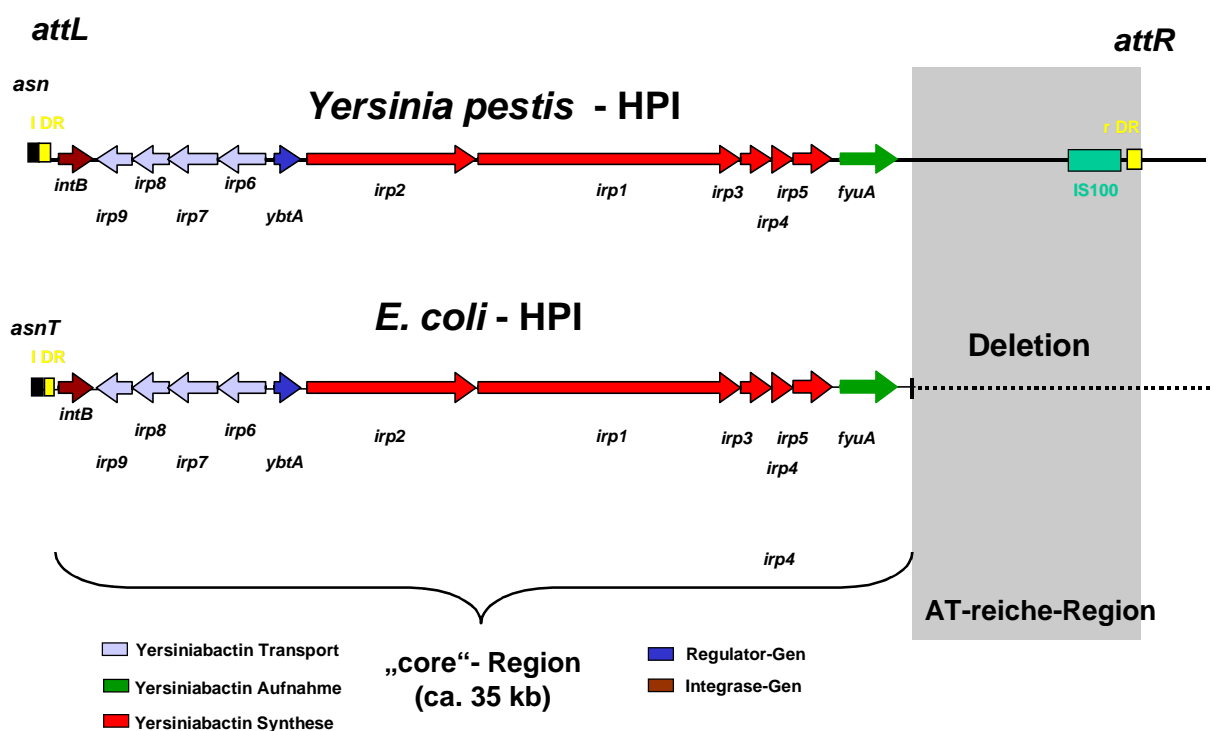 attL
attR
asn
Yersinia pestis - HPI
l DR
r DR
intB
irp8
irp6
irp2
irp1
irp3
irp5
fyuA
IS100
irp9
irp7
ybtA
irp4
E. coli - HPI
asnT
l DR
Deletion
intB
irp8
irp6
irp2
irp1
irp3
irp5
fyuA
irp9
irp7
ybtA
irp4
irp4
AT-reiche-Region
Yersiniabactin Transport
Yersiniabactin Aufnahme
Yersiniabactin Synthese
„core“- Region
(ca. 35 kb)
Regulator-Gen
Integrase-Gen